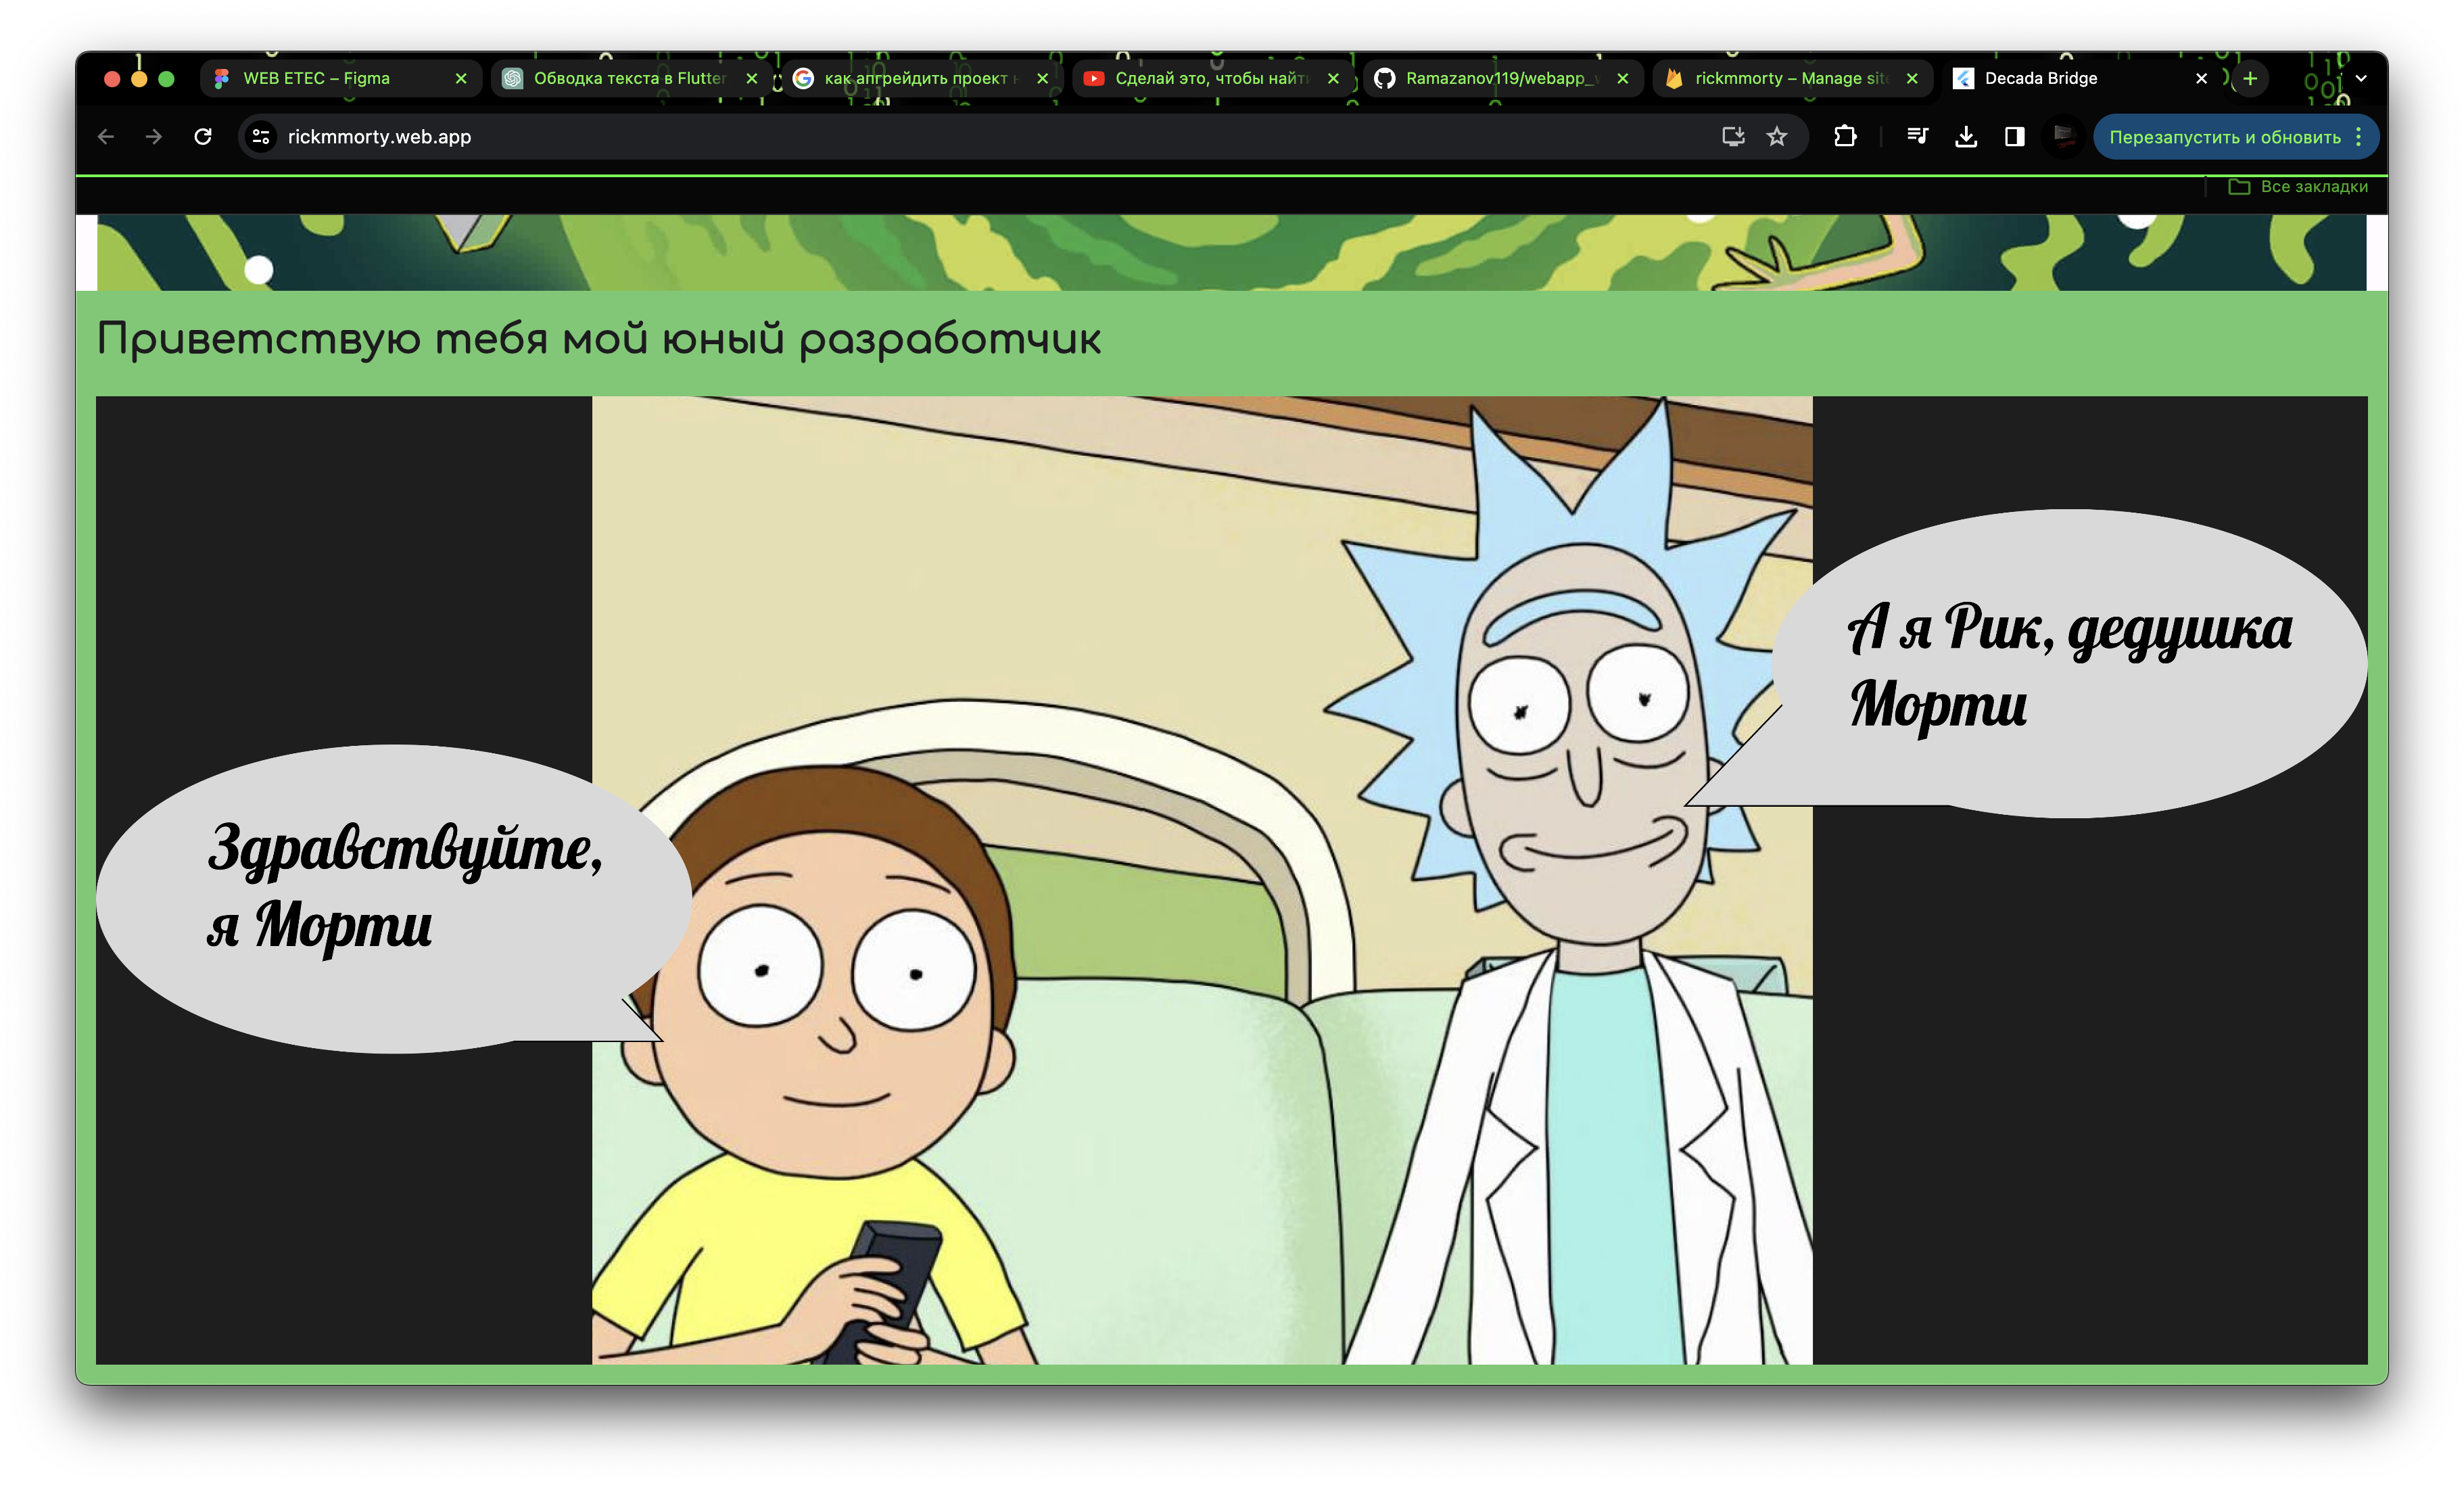 WEB ETEC – Figma
Обводка текста в Flutter
как апгрейдить проект
Сделай это, чтобы найт
Ramazanov119/webapp_
rickmmorty – Manage site
Decada Bridge
rickmmorty.web.app
Перезапустить и обновить
Все закладки
Приветствую тебя мой юный разработчик
А я Рик, дедушка
Морти
Здравствуйте,
я Морти